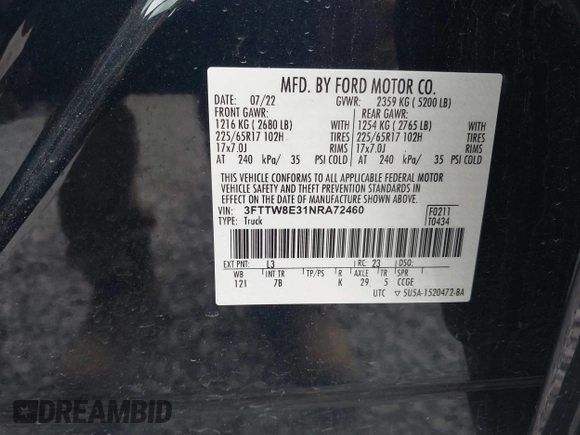 MFD. BY FORD MOTOR CO.
DATE: 07/22 GVWR: 2359 KG ( 5200 LB)
FRONT GAWR: REAR GAWR:
1216 KG ( 2680 LB) 1254 KG ( 2765 LB)
225/65R17 102H TIRES 225/65R17 102H TIRES
17x7.0J RIMS 17x7.0J RIMS
AT 240 kPa/ 35 PSI COLD AT 240 kPa/ 35 PSI COLD
THIS VEHICLE CONFORMS TO ALL APPLICABLE FEDERAL MOTOR
VEHICLE SAFETY AND THEFT PREVENTION STANDARDS IN
EFFECT ON THE DATE OF MANUFACTURE SHOWN ABOVE.
VIN: 3FTTW8E31NRA72460 F0211
TYPE: Truck T0434
EXT PNT: L3 RC: 23 DSO:
WB INT TR TP/PS R AXLE TR SPR
121 7B K 29 5 CCGE
UTC ▽ 5U5A-1520472-BA
DREAMBID